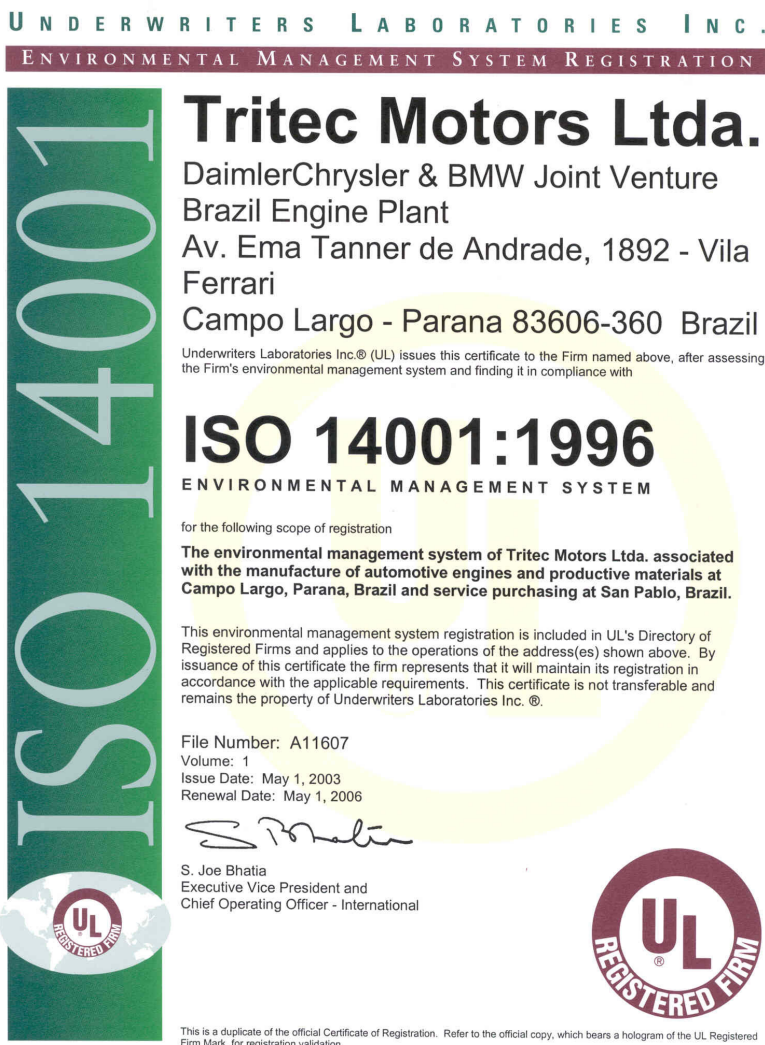 UNDERWRITERS LABORATORIES INC.
ENVIRONMENTAL MANAGEMENT SYSTEM REGISTRATION
ISO 14001
Tritec Motors Ltda.
DaimlerChrysler & BMW Joint Venture
Brazil Engine Plant
Av. Ema Tanner de Andrade, 1892 - Vila
Ferrari
Campo Largo - Parana 83606-360 Brazil
Underwriters Laboratories Inc.® (UL) issues this certificate to the Firm named above, after assessing
the Firm's environmental management system and finding it in compliance with
ISO 14001:1996
ENVIRONMENTAL MANAGEMENT SYSTEM
for the following scope of registration
The environmental management system of Tritec Motors Ltda. associated
with the manufacture of automotive engines and productive materials at
Campo Largo, Parana, Brazil and service purchasing at San Pablo, Brazil.
This environmental management system registration is included in UL's Directory of
Registered Firms and applies to the operations of the address(es) shown above. By
issuance of this certificate the firm represents that it will maintain its registration in
accordance with the applicable requirements. This certificate is not transferable and
remains the property of Underwriters Laboratories Inc. ®.
File Number: A11607
Volume: 1
Issue Date: May 1, 2003
Renewal Date: May 1, 2006
S Bhatia
S. Joe Bhatia
Executive Vice President and
Chief Operating Officer - International
UL
REGISTERED FIRM
UL
®
REGISTERED FIRM
UL
This is a duplicate of the official Certificate of Registration. Refer to the official copy, which bears a hologram of the UL Registered
Firm Mark, for registration validation